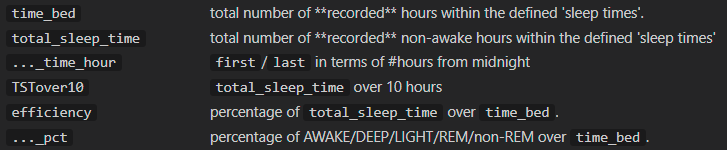 time_bed total number of **recorded** hours within the defined 'sleep times'.
total_sleep_time total number of **recorded** non-awake hours within the defined 'sleep times'
..._time_hour first / last in terms of #hours from midnight
TSTover10 total_sleep_time over 10 hours
efficiency percentage of total_sleep_time over time_bed .
..._pct percentage of AWAKE/DEEP/LIGHT/REM/non-REM over time_bed .